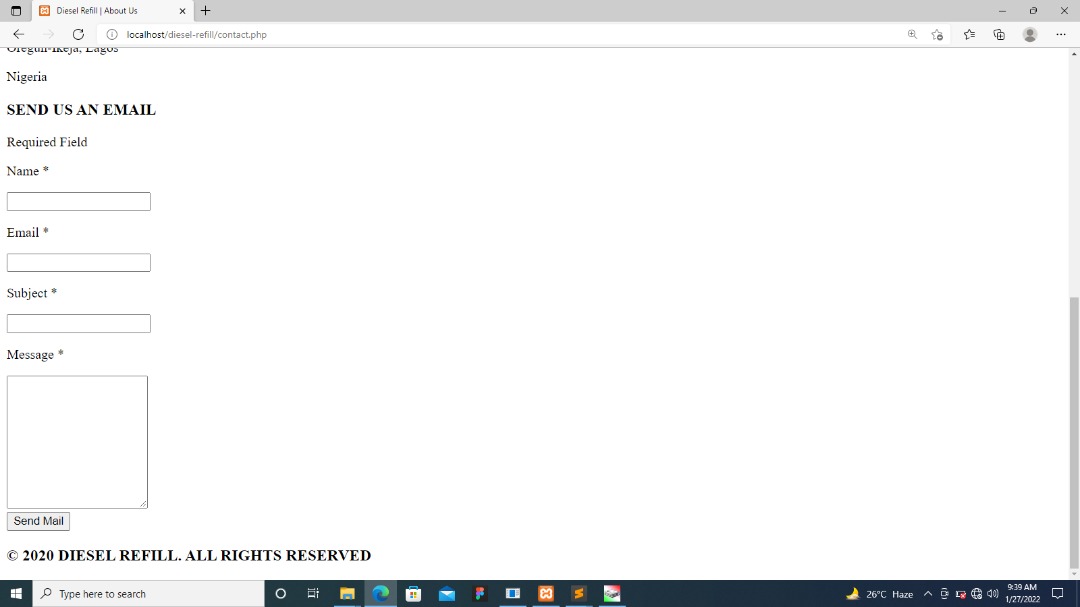 Diesel Refill | About Us
localhost/diesel-refill/contact.php
Oregun-Ikeja, Lagos
Nigeria
SEND US AN EMAIL
Required Field
Name *
Email *
Subject *
Message *
Send Mail
© 2020 DIESEL REFILL. ALL RIGHTS RESERVED
Type here to search
26°C Haze
9:39 AM
1/27/2022